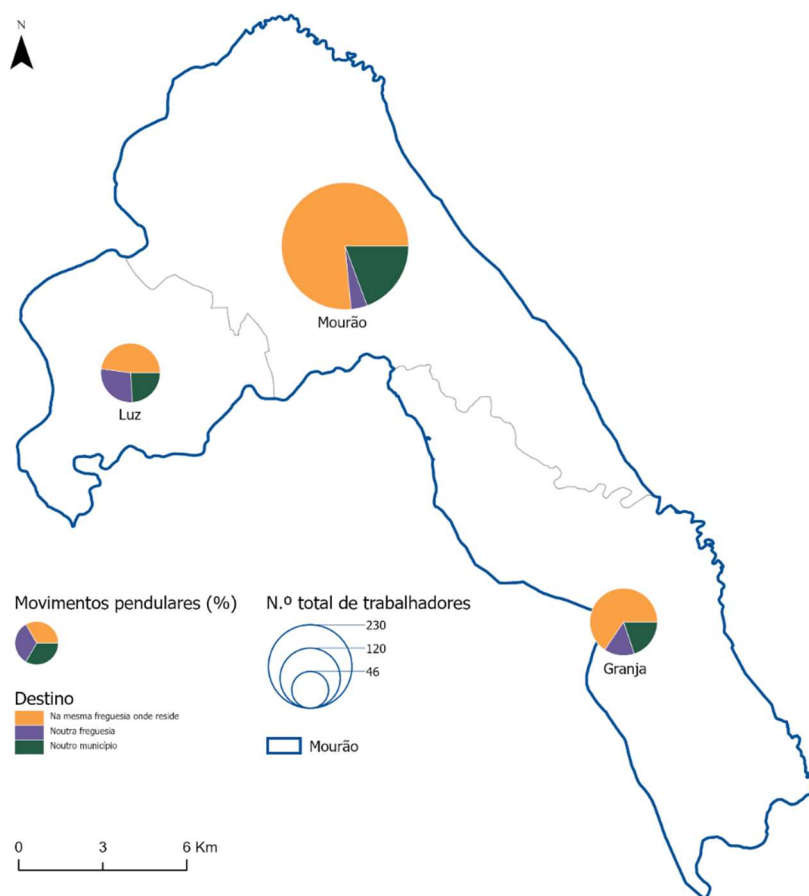 N
Mourão
Luz
Granja
Movimentos pendulares (%)
Destino
Na mesma freguesia onde reside
Noutra freguesia
Noutro município
N.º total de trabalhadores
230
120
46
Mourão
0 3 6 Km